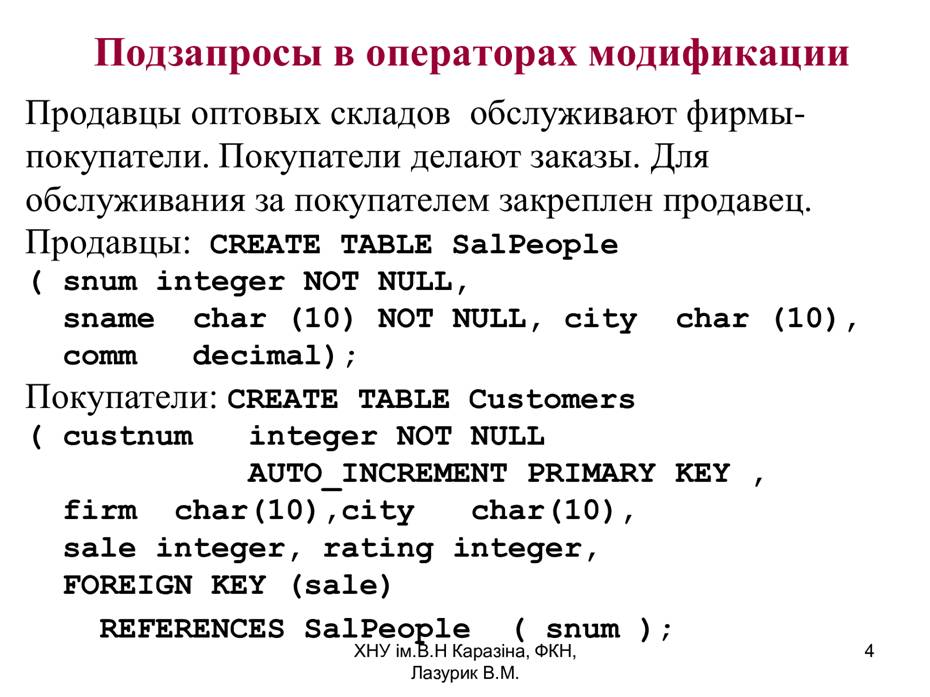 Подзапросы в операторах модификации
Продавцы оптовых складов обслуживают фирмы-
покупатели. Покупатели делают заказы. Для
обслуживания за покупателем закреплен продавец.
Продавцы: CREATE TABLE SalPeople
( snum integer NOT NULL,
sname char (10) NOT NULL, city char (10),
comm decimal);
Покупатели: CREATE TABLE Customers
( custnum integer NOT NULL
AUTO_INCREMENT PRIMARY KEY ,
firm char(10),city char(10),
sale integer, rating integer,
FOREIGN KEY (sale)
REFERENCES SalPeople ( snum );
ХНУ ім.В.Н Каразіна, ФКН,
Лазурик В.М.
4